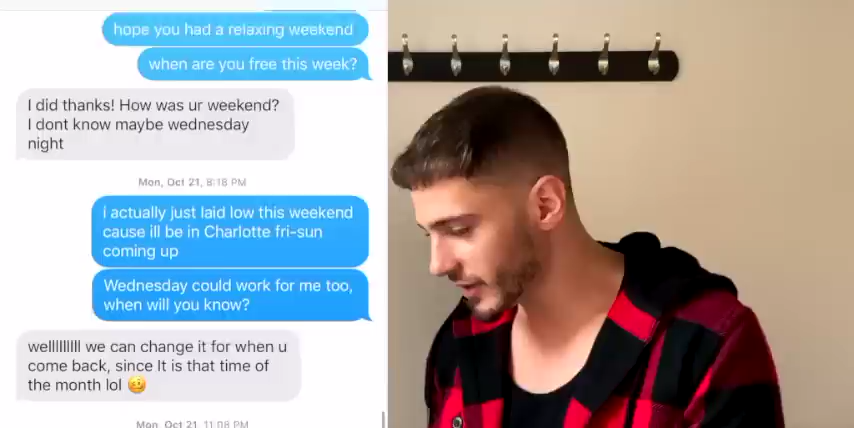 hope you had a relaxing weekend
when are you free this week?
I did thanks! How was ur weekend?
I dont know maybe wednesday
night
Mon, Oct 21, 8:18 PM
i actually just laid low this weekend
cause ill be in Charlotte fri-sun
coming up
Wednesday could work for me too,
when will you know?
wellllllllll we can change it for when u
come back, since It is that time of
the month lol 🥴
Mon, Oct 21, 11:08 PM